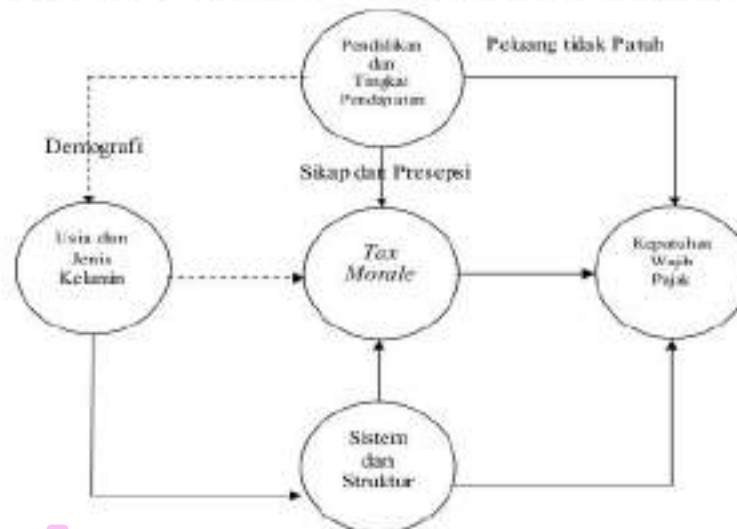 Pendidikan
dan
Tingkat
Pendapatan
Peluang tidak Patuh
Demografi
Sikap dan Presepsi
Usia dan
Jenis
Kelamin
Tax
Morale
Kepatuhan
Wajib
Pajak
Sistem
dan
Struktur